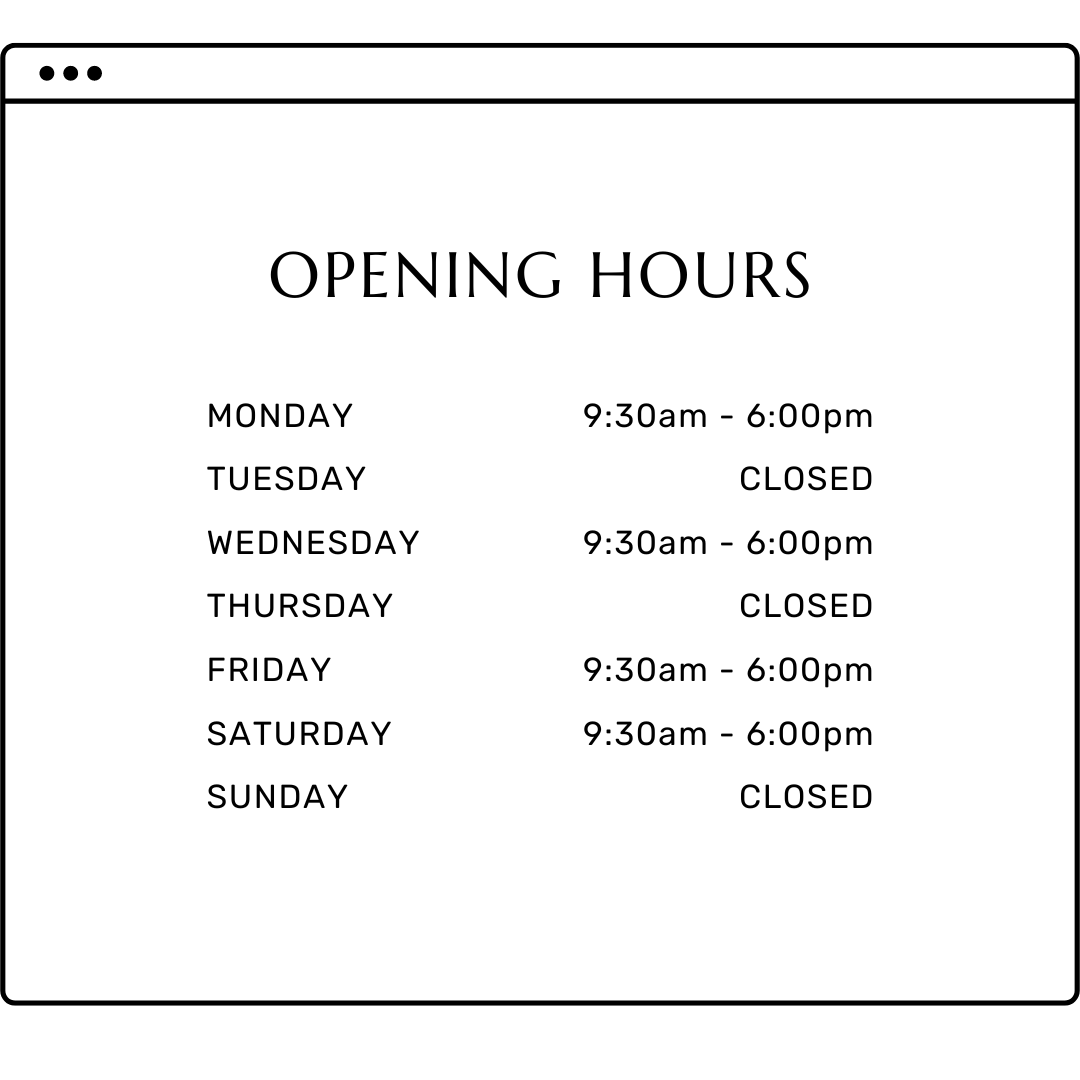 OPENING HOURS
MONDAY 9:30am - 6:00pm
TUESDAY CLOSED
WEDNESDAY 9:30am - 6:00pm
THURSDAY CLOSED
FRIDAY 9:30am - 6:00pm
SATURDAY 9:30am - 6:00pm
SUNDAY CLOSED